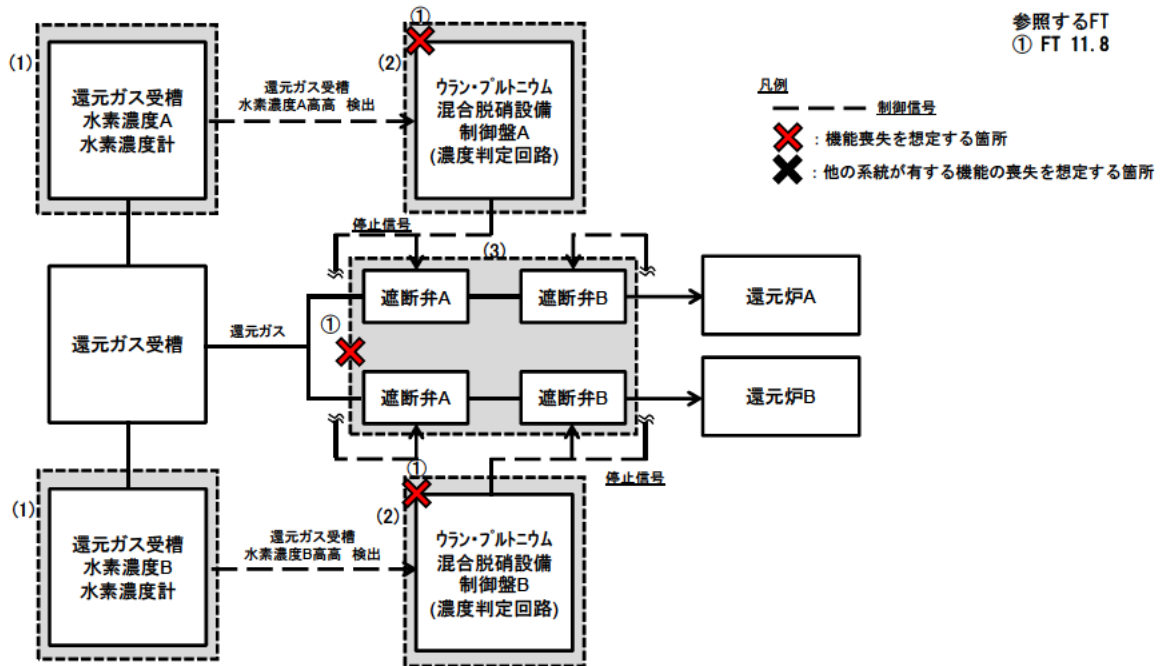 参照するFT
① FT 11.8
凡例
制御信号
：機能喪失を想定する箇所
：他の系統が有する機能の喪失を想定する箇所
(1)
還元ガス受槽
水素濃度A
水素濃度計
還元ガス受槽
水素濃度A高高 検出
①
(2)
ウラン・プルトニウム
混合脱硝設備
制御盤A
(濃度判定回路)
停止信号
(3)
遮断弁A
遮断弁B
還元炉A
還元ガス受槽
還元ガス
①
遮断弁A
遮断弁B
還元炉B
停止信号
(1)
還元ガス受槽
水素濃度B
水素濃度計
還元ガス受槽
水素濃度B高高 検出
①
(2)
ウラン・プルトニウム
混合脱硝設備
制御盤B
(濃度判定回路)